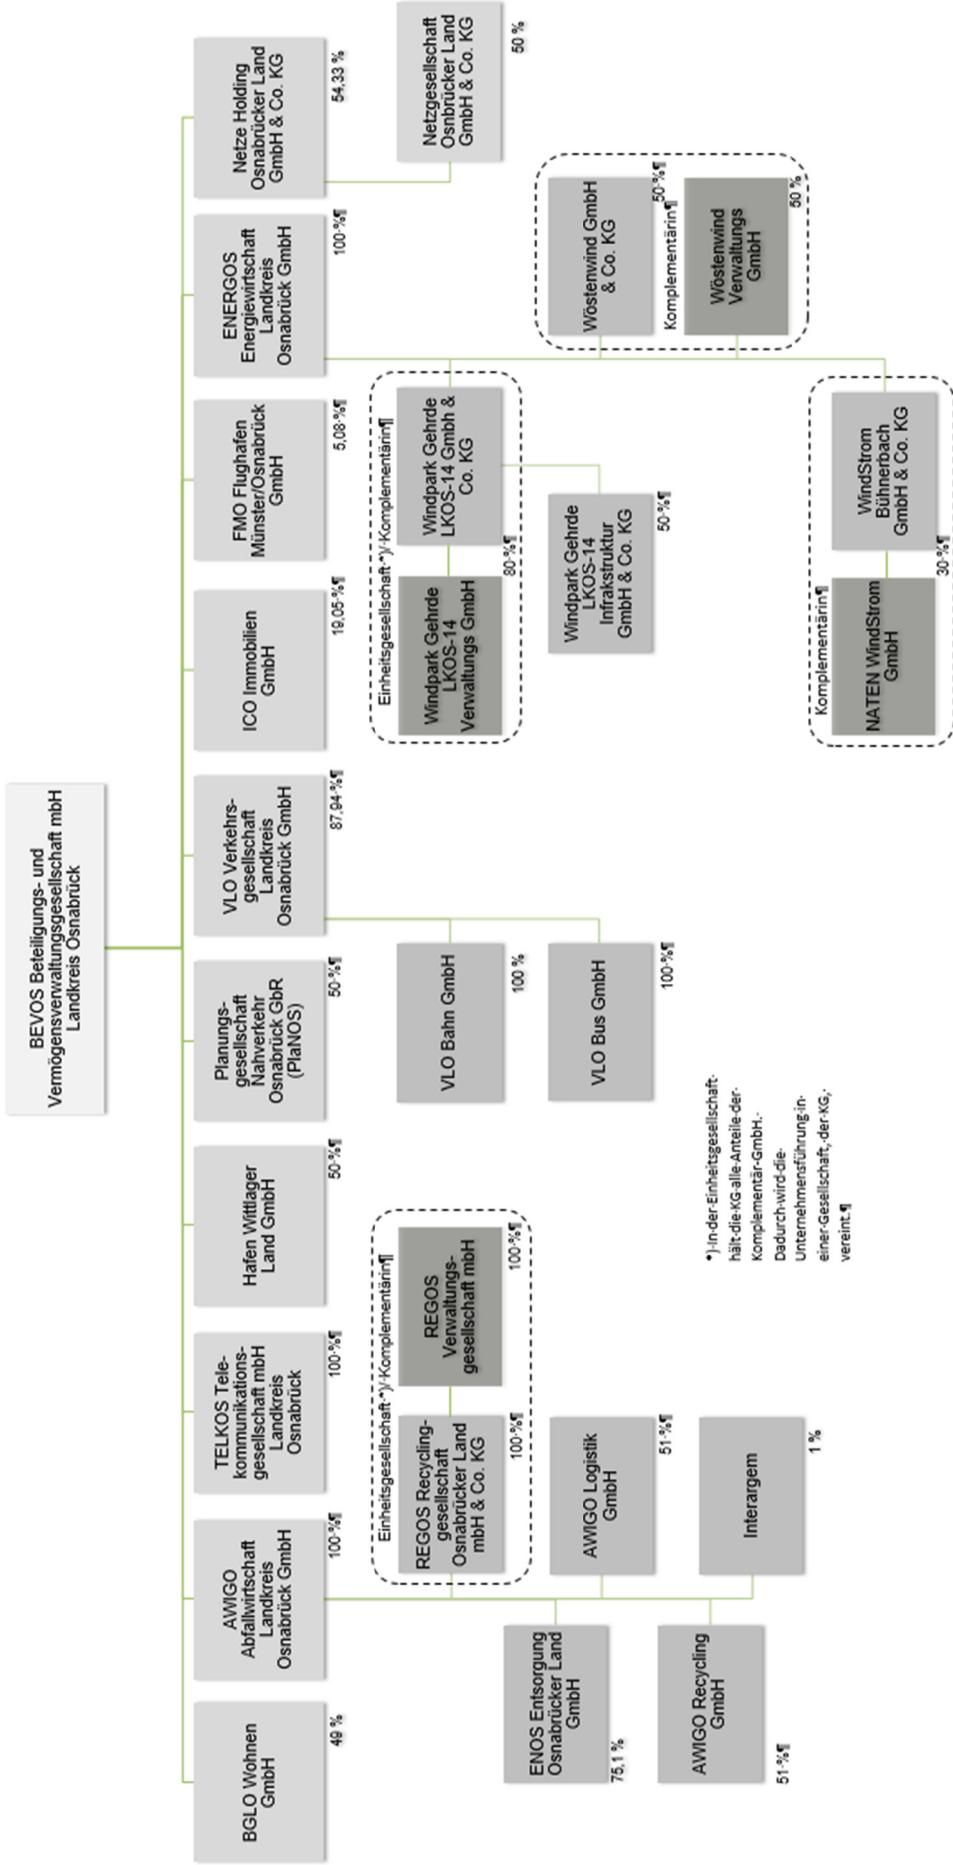 BEVOS Beteiligungs- und
Vermögensverwaltungsgesellschaft mbH
Landkreis Osnabrück
BGLO Wohnen
GmbH
49 %
AWIGO
Abfallwirtschaft
Landkreis
Osnabrück GmbH
100·%¶
TELKOS Tele-
kommunikations-
gesellschaft mbH
Landkreis
Osnabrück
100·%¶
Hafen Wittlager
Land GmbH
50·%¶
Planungs-
gesellschaft
Nahverkehr
Osnabrück GbR
(PlaNOS)
50·%¶
VLO Verkehrs-
gesellschaft
Landkreis
Osnabrück GmbH
87,94·%¶
ICO Immobilien
GmbH
19,05·%¶
FMO Flughafen
Münster/Osnabrück
GmbH
5,08·%¶
ENERGOS
Energiewirtschaft
Landkreis
Osnabrück GmbH
100·%¶
Netze Holding
Osnabrücker Land
GmbH & Co. KG
54,33 %
Einheitsgesellschaft·*)/·Komplementärin¶
REGOS Recycling-
gesellschaft
Osnabrücker Land
mbH & Co. KG
100·%¶
REGOS
Verwaltungs-
gesellschaft mbH
100·%¶
VLO Bahn GmbH
100 %
Einheitsgesellschaft·*)/·Komplementärin¶
Windpark Gehrde
LKOS-14
Verwaltungs GmbH
80·%¶
Windpark Gehrde
LKOS-14 Gmbh &
Co. KG
Netzgesellschaft
Osnbrücker Land
GmbH & Co. KG
50 %
ENOS Entsorgung
Osnabrücker Land
GmbH
75,1 %
AWIGO Logistik
GmbH
51·%¶
VLO Bus GmbH
100·%¶
Windpark Gehrde
LKOS-14
Infrakstruktur
GmbH & Co. KG
50·%¶
Wöstenwind GmbH
& Co. KG
50·%¶
Komplementärin¶
Wöstenwind
Verwaltungs
GmbH
50 %
AWIGO Recycling
GmbH
51·%¶
Interargem
1 %
*)·In·der·Einheitsgesellschaft·
hält·die·KG·alle·Anteile·der·
Komplementär·GmbH.·
Dadurch·wird·die·
Unternehmensführung·in·
einer·Gesellschaft,·der·KG,·
vereint.¶
Komplementärin¶
NATEN WindStrom
GmbH
WindStrom
Bühnerbach
GmbH & Co. KG
30·%¶